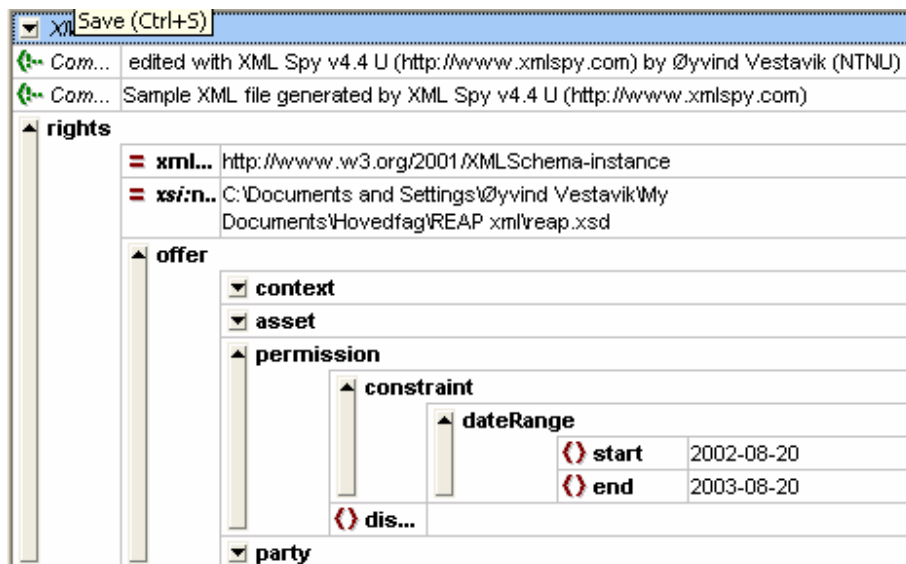 XM Save (Ctrl+S)
Com... edited with XML Spy v4.4 U (http://www.xmlspy.com) by Øyvind Vestavik (NTNU)
Com... Sample XML file generated by XML Spy v4.4 U (http://www.xmlspy.com)
rights
= xml... http://www.w3.org/2001/XMLSchema-instance
= xsi:n.. C:\Documents and Settings\Øyvind Vestavik\My
Documents\Hovedfag\REAP xml\reap.xsd
offer
context
asset
permission
constraint
dateRange
() start 2002-08-20
() end 2003-08-20
() dis...
party